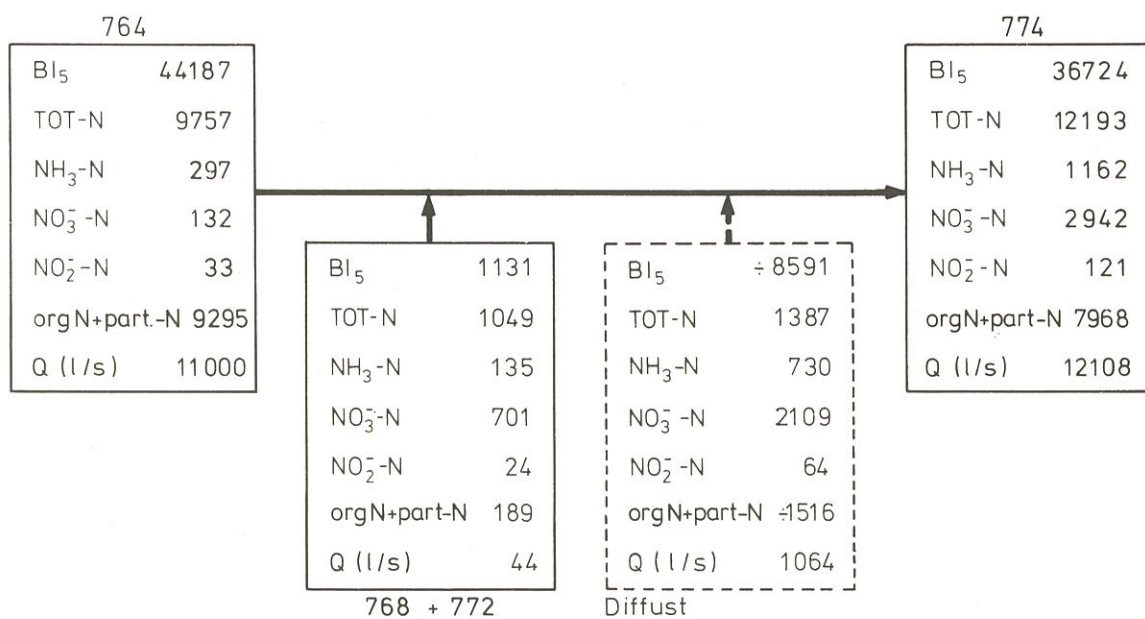 764
BI₅ 44187
TOT-N 9757
NH₃-N 297
NO₃⁻-N 132
NO₂⁻-N 33
orgN+part.-N 9295
Q (l/s) 11000
BI₅ 1131
TOT-N 1049
NH₃-N 135
NO₃⁻-N 701
NO₂⁻-N 24
orgN+part-N 189
Q (l/s) 44
768 + 772
BI₅ ÷8591
TOT-N 1387
NH₃-N 730
NO₃⁻-N 2109
NO₂⁻-N 64
orgN+part-N ÷1516
Q (l/s) 1064
Diffust
774
BI₅ 36724
TOT-N 12193
NH₃-N 1162
NO₃⁻-N 2942
NO₂⁻-N 121
orgN+part-N 7968
Q (l/s) 12108